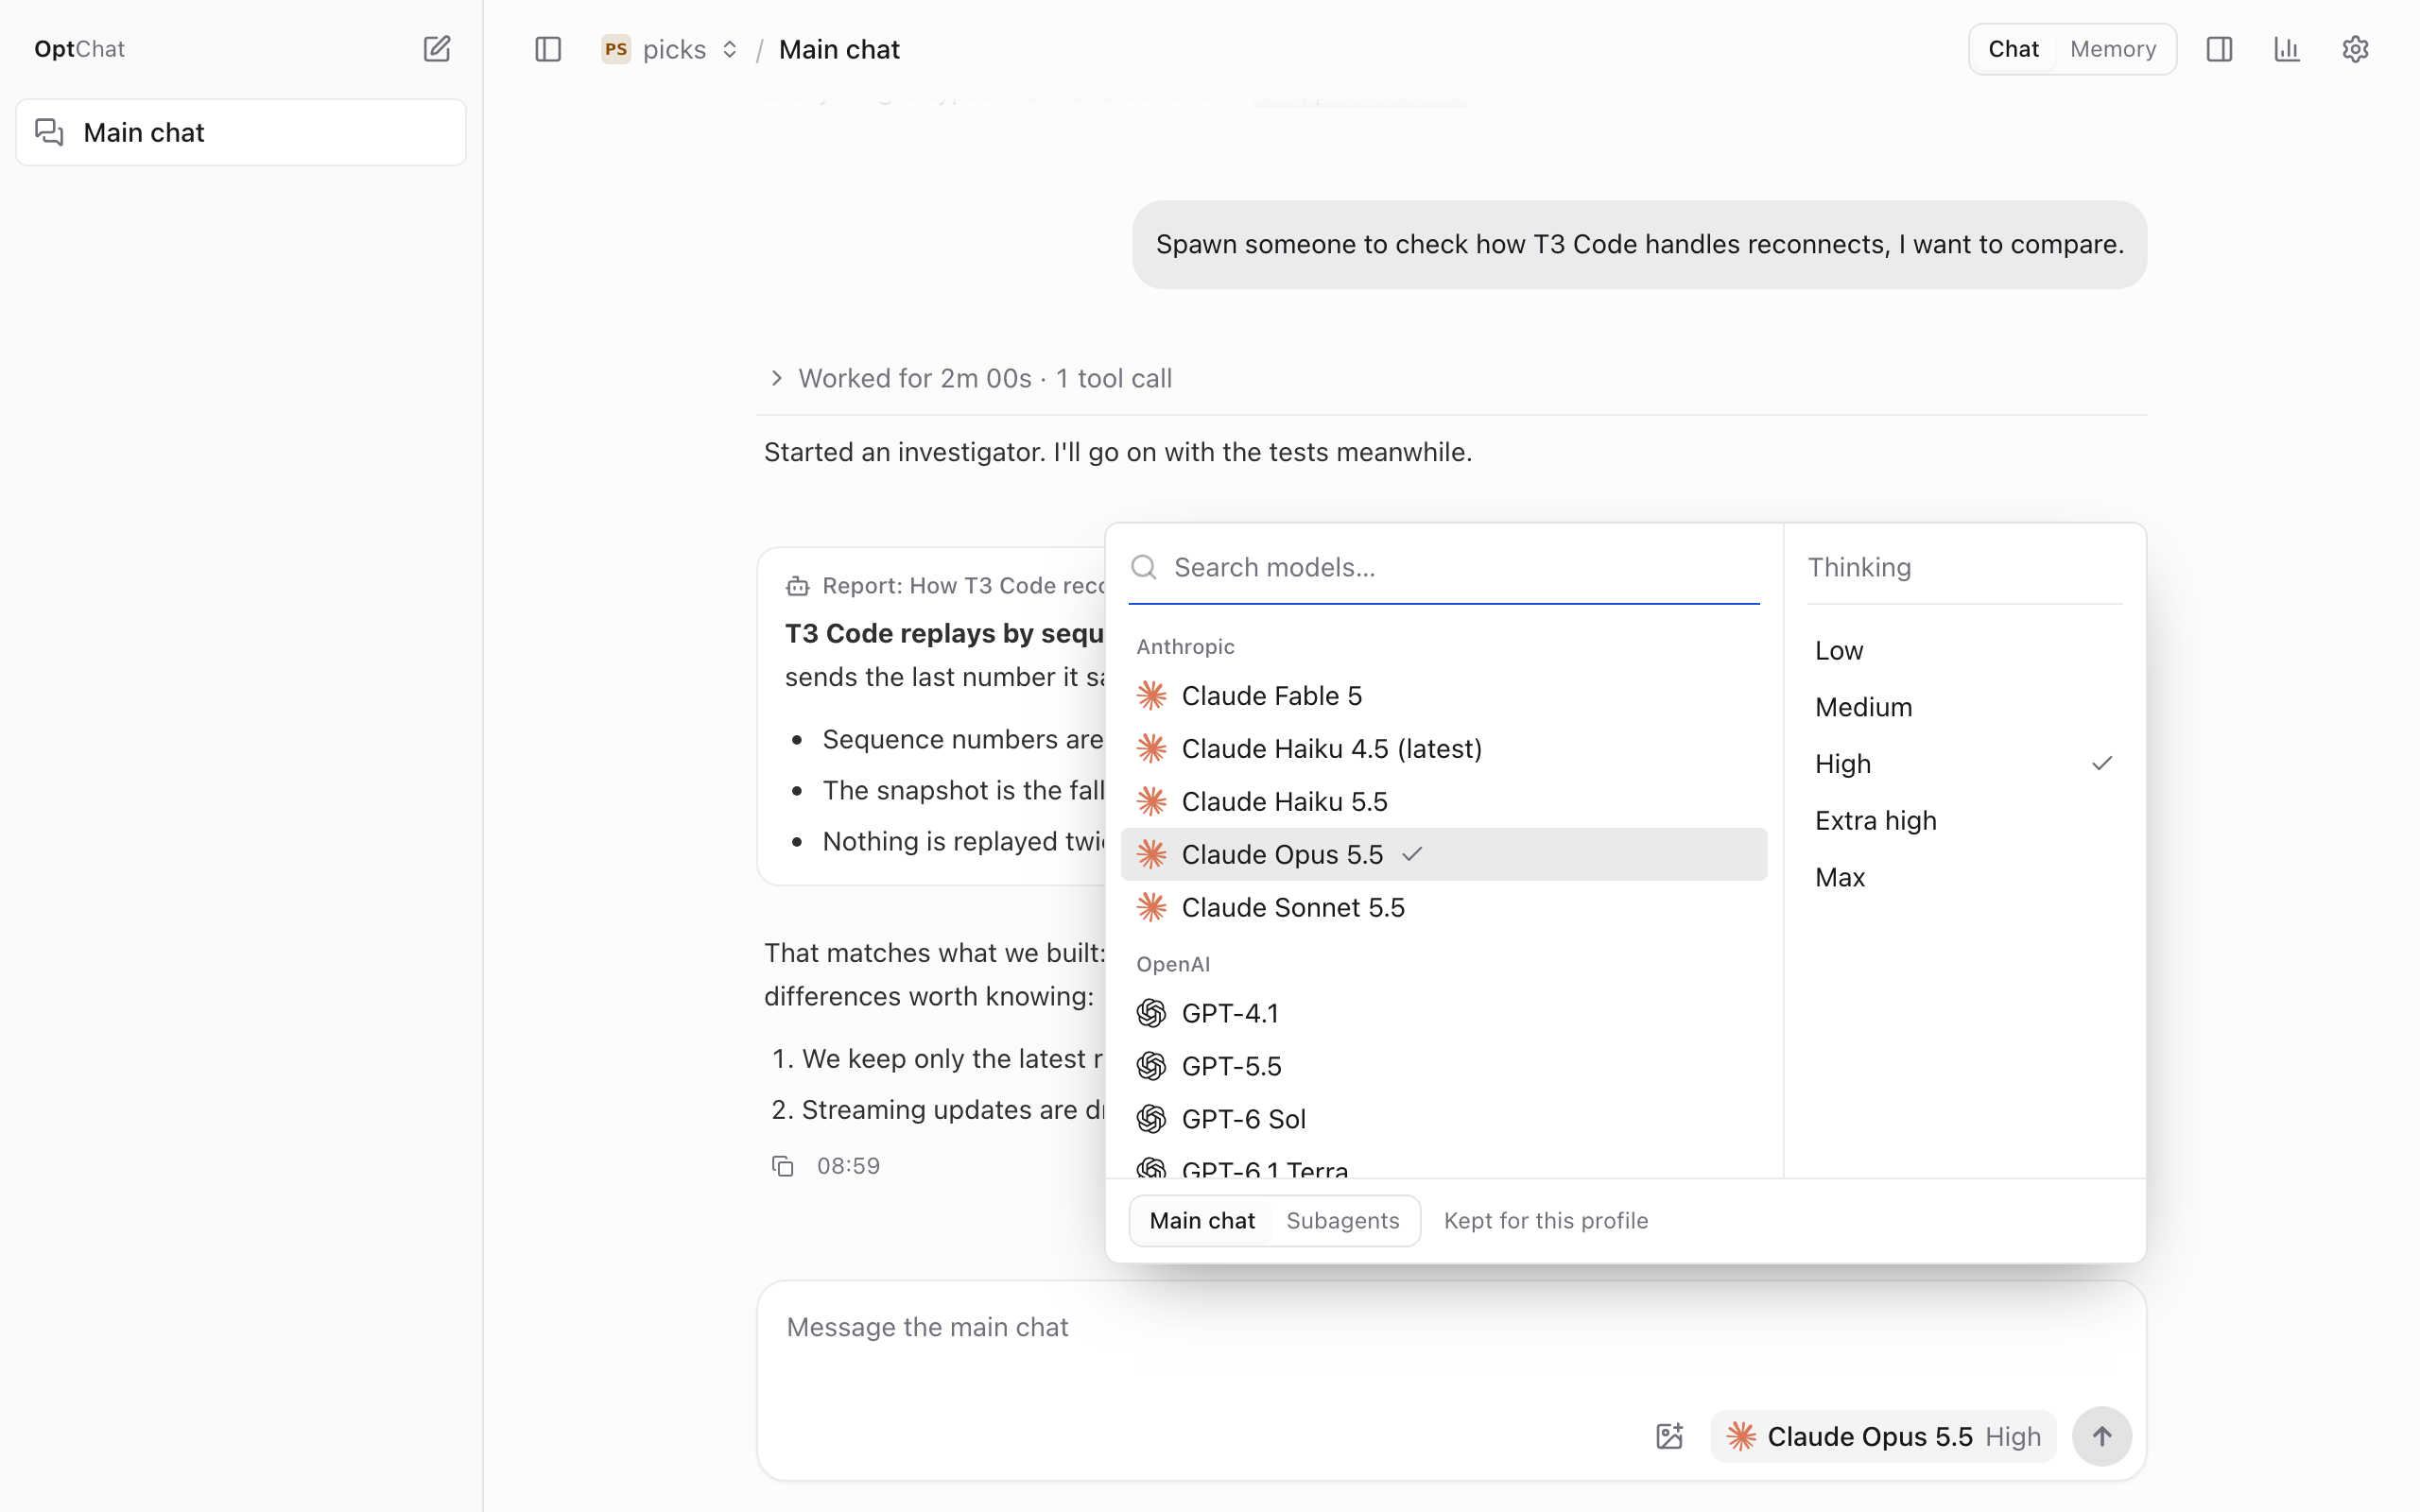 OptChat
Main chat
PS picks / Main chat
Chat Memory
Spawn someone to check how T3 Code handles reconnects, I want to compare.
Worked for 2m 00s · 1 tool call
Started an investigator. I'll go on with the tests meanwhile.
Report: How T3 Code
T3 Code replays by
sends the last number it
Sequence numbers are
The snapshot is the
Nothing is replayed
That matches what we built:
differences worth knowing:
1. We keep only the latest
2. Streaming updates are
08:59
Search models...
Anthropic
Claude Fable 5
Claude Haiku 4.5 (latest)
Claude Haiku 5.5
Claude Opus 5.5
Claude Sonnet 5.5
OpenAI
GPT-4.1
GPT-5.5
GPT-6 Sol
GPT-6.1 Terra
Thinking
Low
Medium
High
Extra high
Max
Main chat Subagents Kept for this profile
Message the main chat
Claude Opus 5.5 High